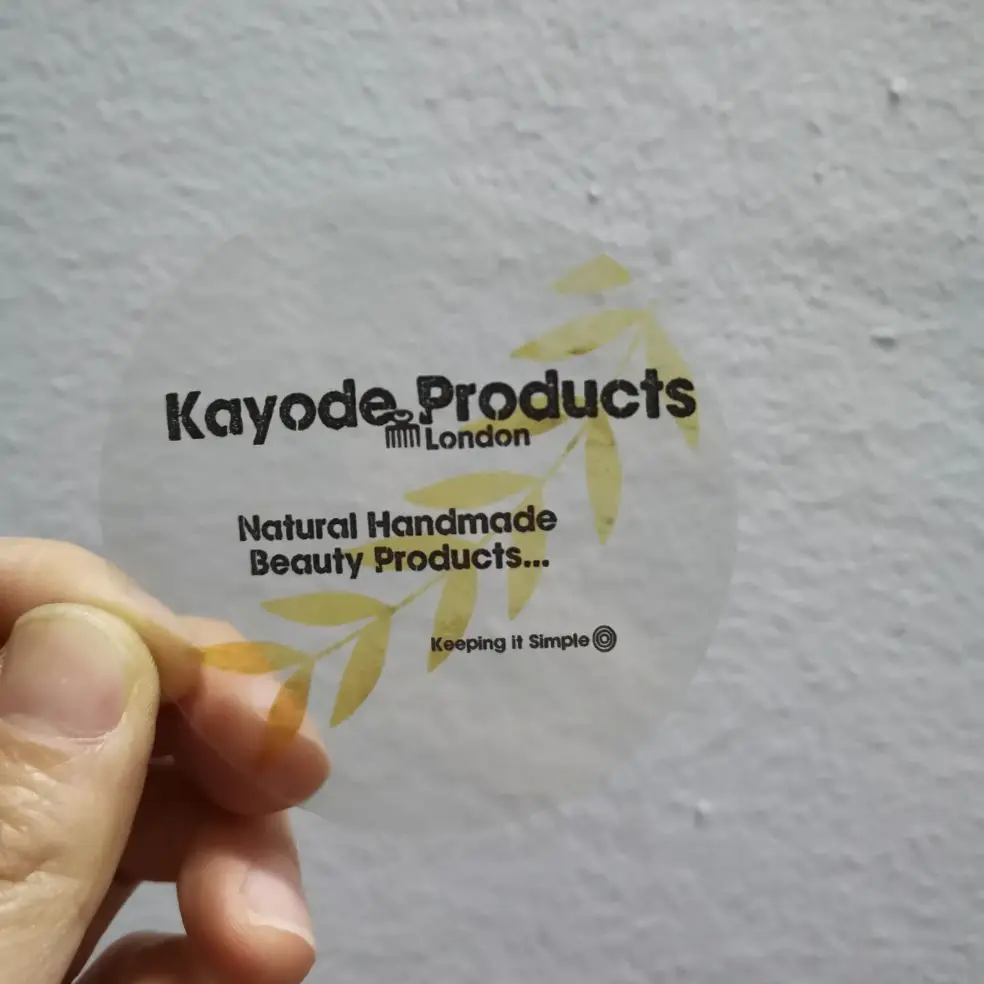 Kayode Products
London
Natural Handmade
Beauty Products...
Keeping it Simple